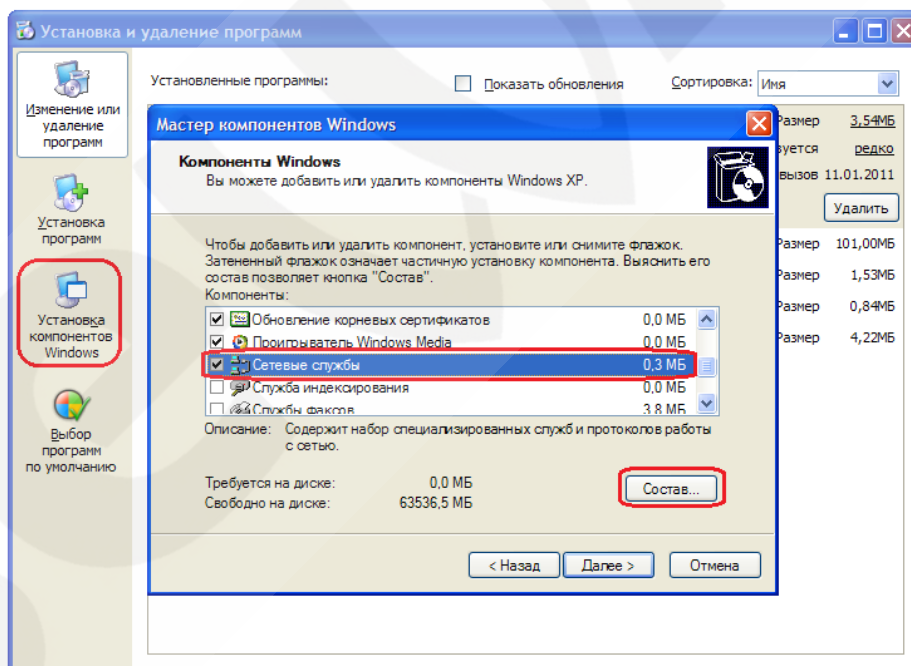 Установка и удаление программ
Изменение или
удаление
программ
Установка
программ
Установка
компонентов
Windows
Выбор
программ
по умолчанию
Установленные программы:
Показать обновления
Сортировка: Имя
Размер 3,54МБ
зуется редко
вызов 11.01.2011
Удалить
Размер 101,00МБ
Размер 1,53МБ
Размер 0,84МБ
Размер 4,22МБ
Мастер компонентов Windows
Компоненты Windows
Вы можете добавить или удалить компоненты Windows XP.
Чтобы добавить или удалить компонент, установите или снимите флажок.
Затененный флажок означает частичную установку компонента. Выяснить его
состав позволяет кнопка "Состав".
Компоненты:
Обновление корневых сертификатов 0,0 МБ
Проигрыватель Windows Media 0,0 МБ
Сетевые службы 0,3 МБ
Служба индексирования 0,0 МБ
Службы факсов 3,8 МБ
Описание: Содержит набор специализированных служб и протоколов работы
с сетью.
Требуется на диске: 0,0 МБ
Свободно на диске: 63536,5 МБ
Состав...
< Назад
Далее >
Отмена